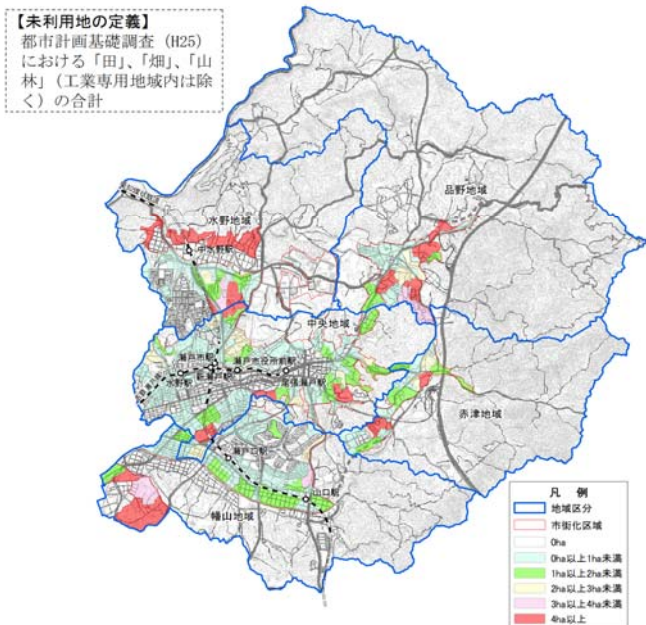 【未利用地の定義】
都市計画基礎調査（H25）
における「田」、「畑」、「山
林」（工業専用地域内は除
く）の合計
品野地域
水野地域
中水野駅
中央地域
瀬戸市駅
瀬戸市役所前駅
水野駅
新瀬戸駅
尾張瀬戸駅
赤津地域
瀬戸口駅
山口駅
幡山地域
凡　例
地域区分
市街化区域
0ha
0ha以上1ha未満
1ha以上2ha未満
2ha以上3ha未満
3ha以上4ha未満
4ha以上